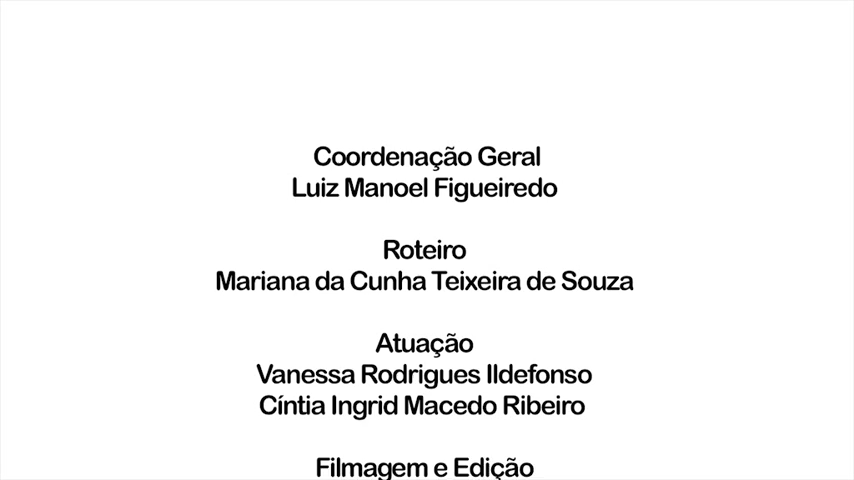 Coordenação Geral
Luiz Manoel Figueiredo
Roteiro
Mariana da Cunha Teixeira de Souza
Atuação
Vanessa Rodrigues Ildefonso
Cíntia Ingrid Macedo Ribeiro
Filmagem e Edição